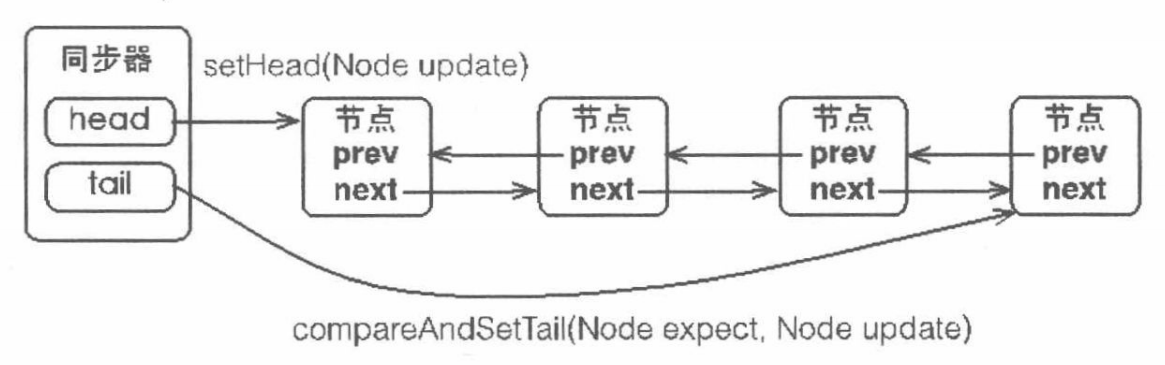 同步器
setHead(Node update)
head
tail
节点
prev
next
节点
prev
next
节点
prev
next
节点
prev
next
compareAndSetTail(Node expect, Node update)